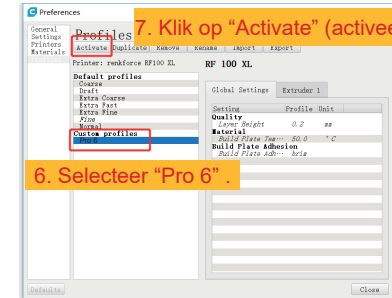 Preferences
General
Settings
Printers
Materials
Profiles
7. Klik op “Activate” (activee
Activate Duplicate Remove Rename Import Export
Printer: renkforce RF100 XL
RF 100 XL
Default profiles
Coarse
Draft
Extra Coarse
Extra Fast
Extra Fine
Fine
Normal
Custom profiles
Pro 6
Global Settings Extruder 1
Setting Profile Unit
Quality
Layer Height 0.2 mm
Material
Build Plate Tem... 50.0 °C
Build Plate Adhesion
Build Plate Adh... brim
6. Selecteer “Pro 6” .
Defaults
Close